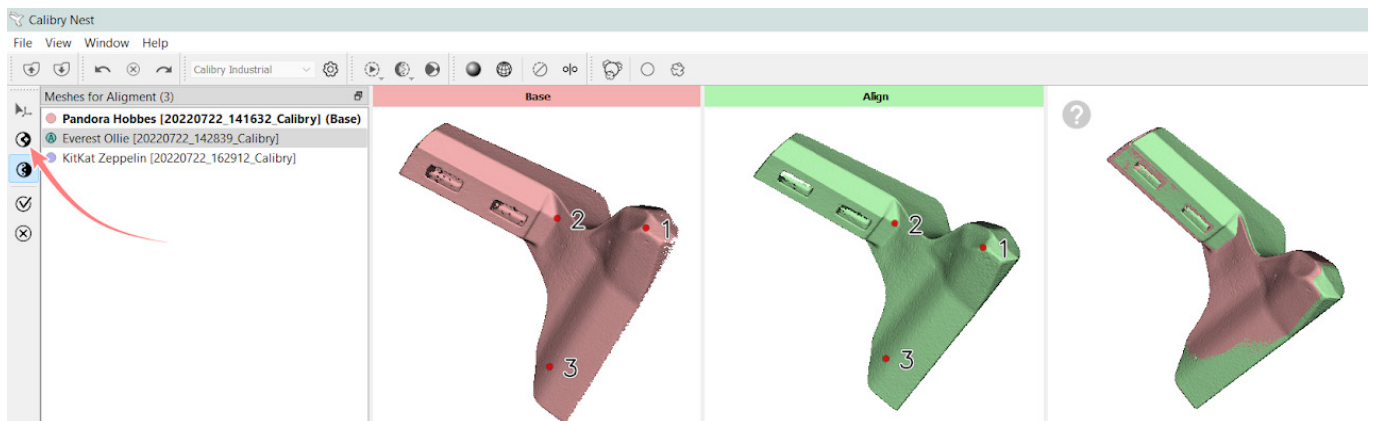 Calibry Nest
File View Window Help
Calibry Industrial
Meshes for Aligment (3)
Pandora Hobbes [20220722_141632_Calibry] (Base)
Everest Ollie [20220722_142839_Calibry]
KitKat Zeppelin [20220722_162912_Calibry]
Base
2
1
3
Align
2
1
3
?